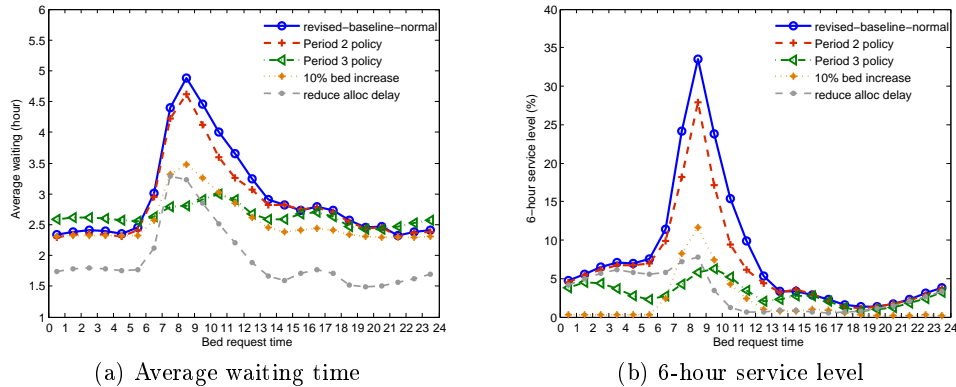 6
5.5
5
4.5
4
3.5
3
2.5
2
1.5
1
Average waiting (hour)
revised-baseline-normal
Period 2 policy
Period 3 policy
10% bed increase
reduce alloc delay
0 1 2 3 4 5 6 7 8 9 10 11 12 13 14 15 16 17 18 19 20 21 22 23 24
Bed request time
(a) Average waiting time
40
35
30
25
20
15
10
5
0
6-hour service level (%)
revised-baseline-normal
Period 2 policy
Period 3 policy
10% bed increase
reduce alloc delay
0 1 2 3 4 5 6 7 8 9 10 11 12 13 14 15 16 17 18 19 20 21 22 23 24
Bed request time
(b) 6-hour service level